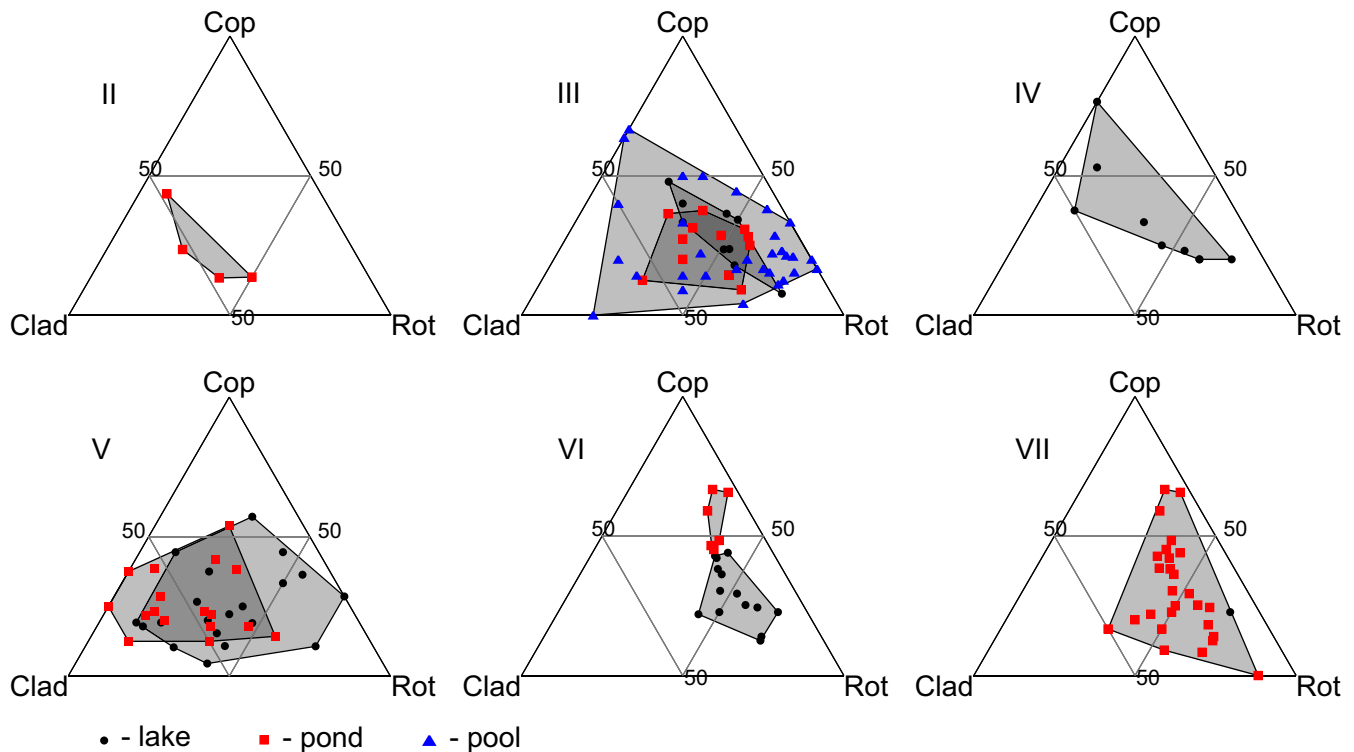 Cop Cop Cop
II III IV
50 50 50 50 50 50
50 50 50
Clad Rot Clad Rot Clad Rot
Cop Cop Cop
V VI VII
50 50 50 50 50 50
50 50
Clad Rot Clad Rot Clad Rot
- lake - pond - pool